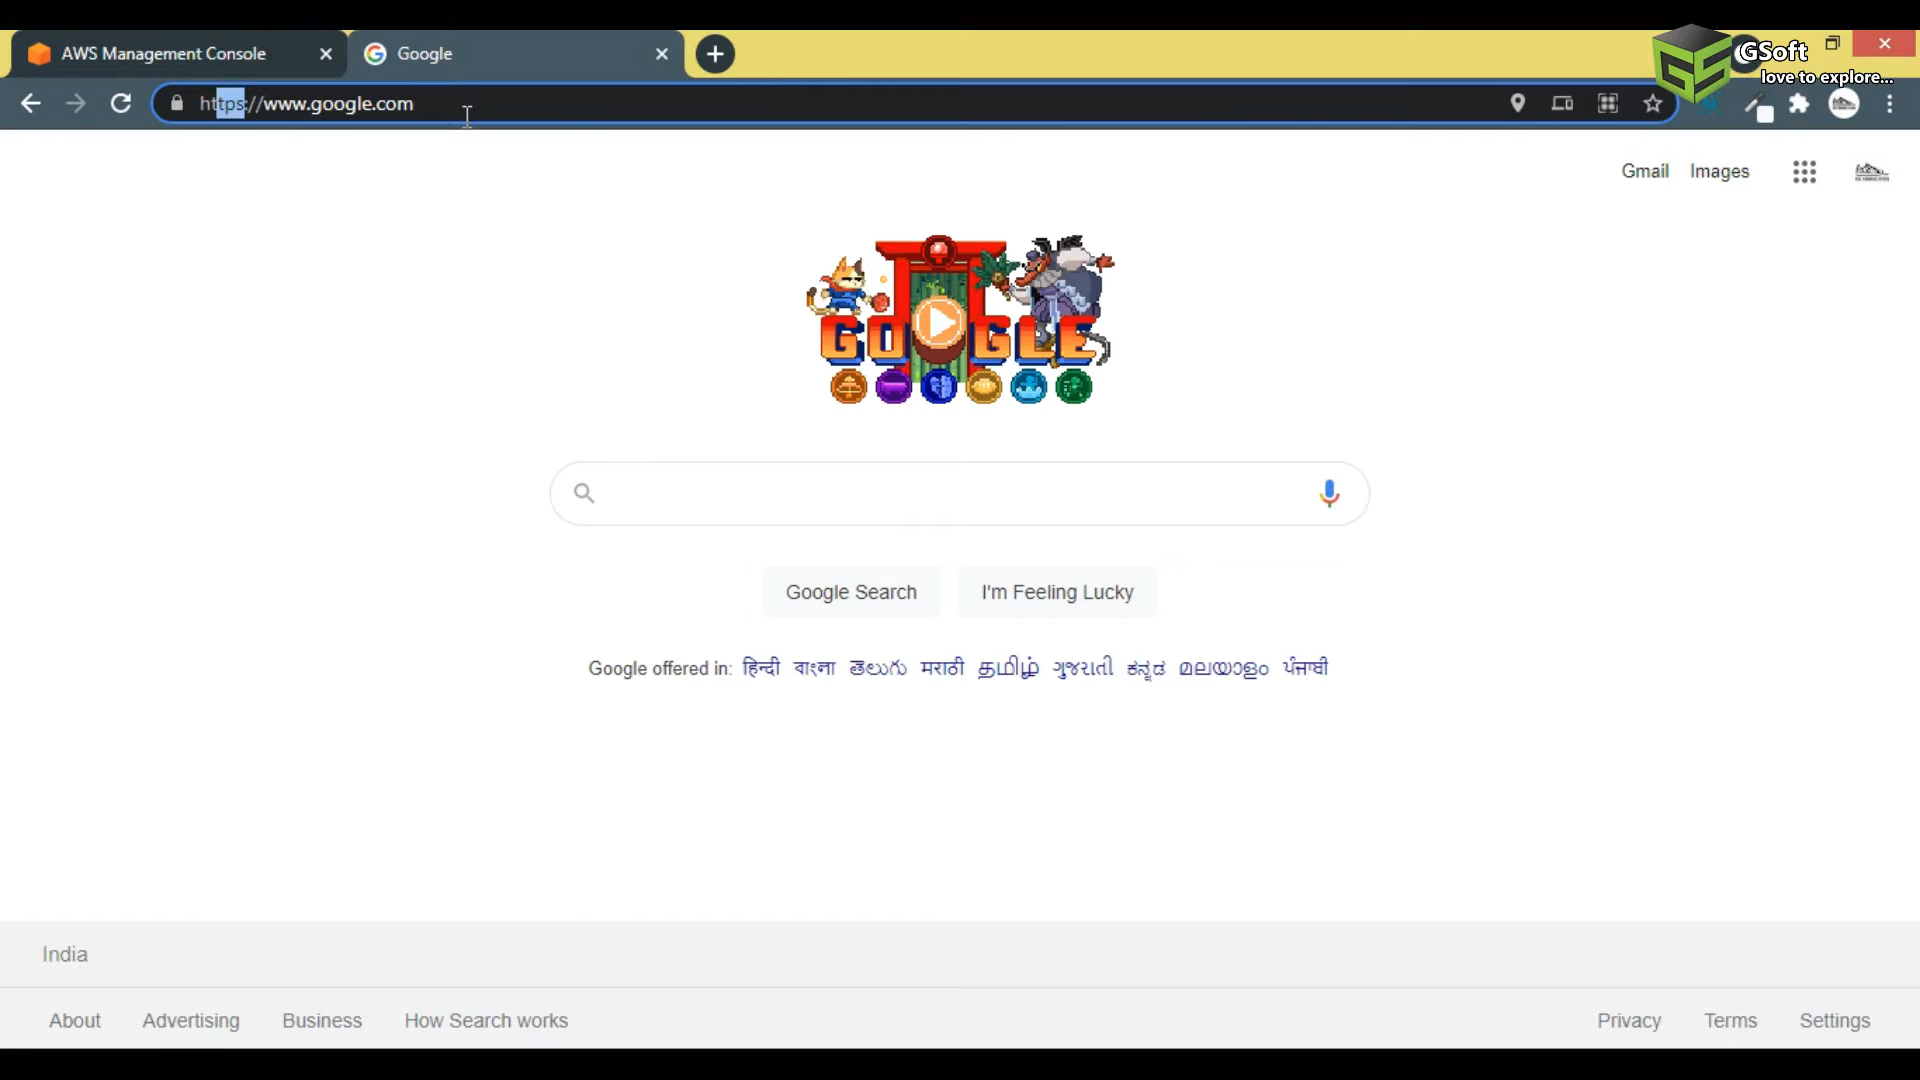 AWS Management Console
Google
GSoft
love to explore...
https://www.google.com
Gmail Images
GOOGLE
Google Search I'm Feeling Lucky
Google offered in: हिन्दी বাংলা తెలుగు मराठी தமிழ் ગુજરાતી ಕನ್ನಡ മലയാളം ਪੰਜਾਬੀ
India
About Advertising Business How Search works Privacy Terms Settings